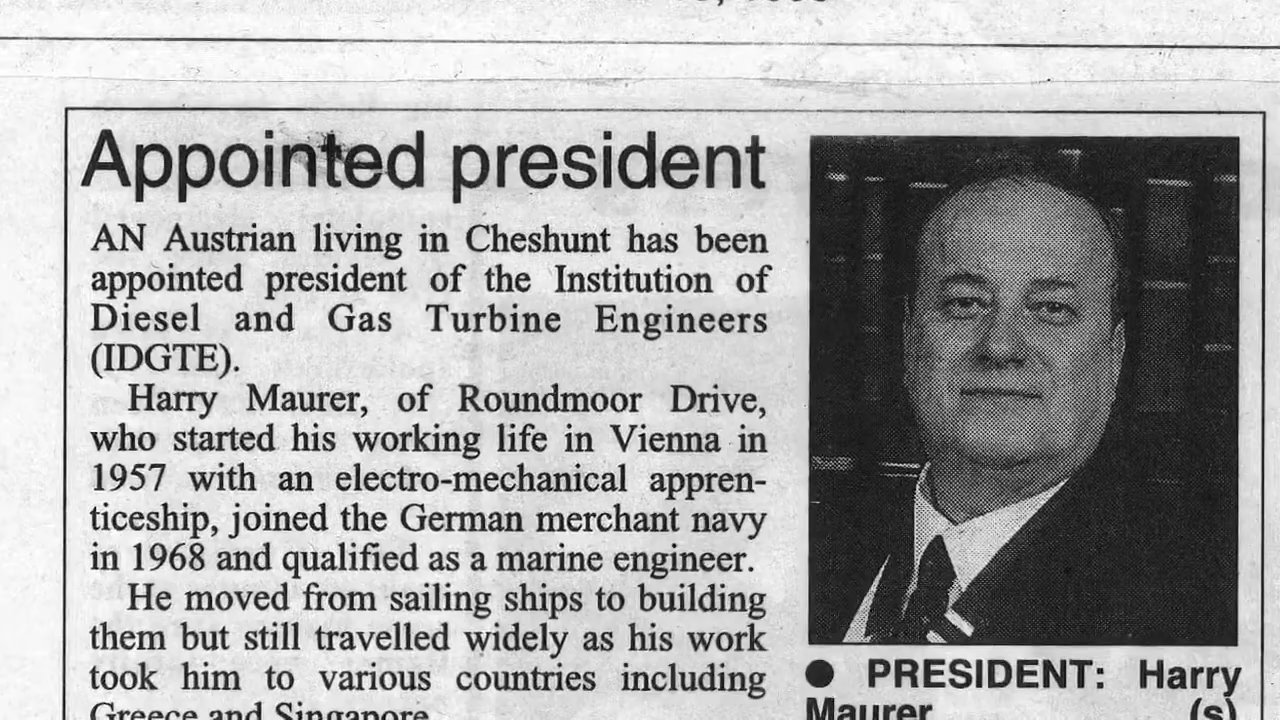 Appointed president
AN Austrian living in Cheshunt has been
appointed president of the Institution of
Diesel and Gas Turbine Engineers
(IDGTE).
Harry Maurer, of Roundmoor Drive,
who started his working life in Vienna in
1957 with an electro-mechanical appren-
ticeship, joined the German merchant navy
in 1968 and qualified as a marine engineer.
He moved from sailing ships to building
them but still travelled widely as his work
took him to various countries including
Greece and Singapore.
● PRESIDENT: Harry
Maurer (s)